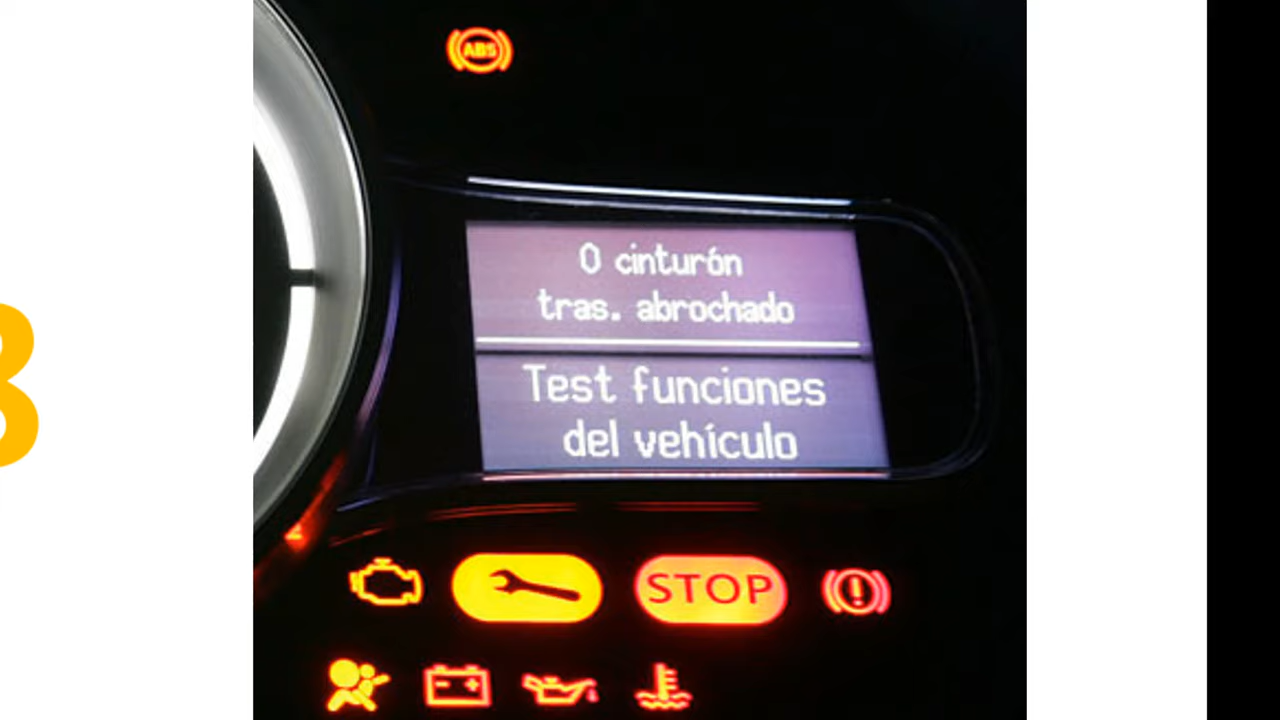 ABS
0 cinturón
tras. abrochado
Test funciones
del vehículo
STOP